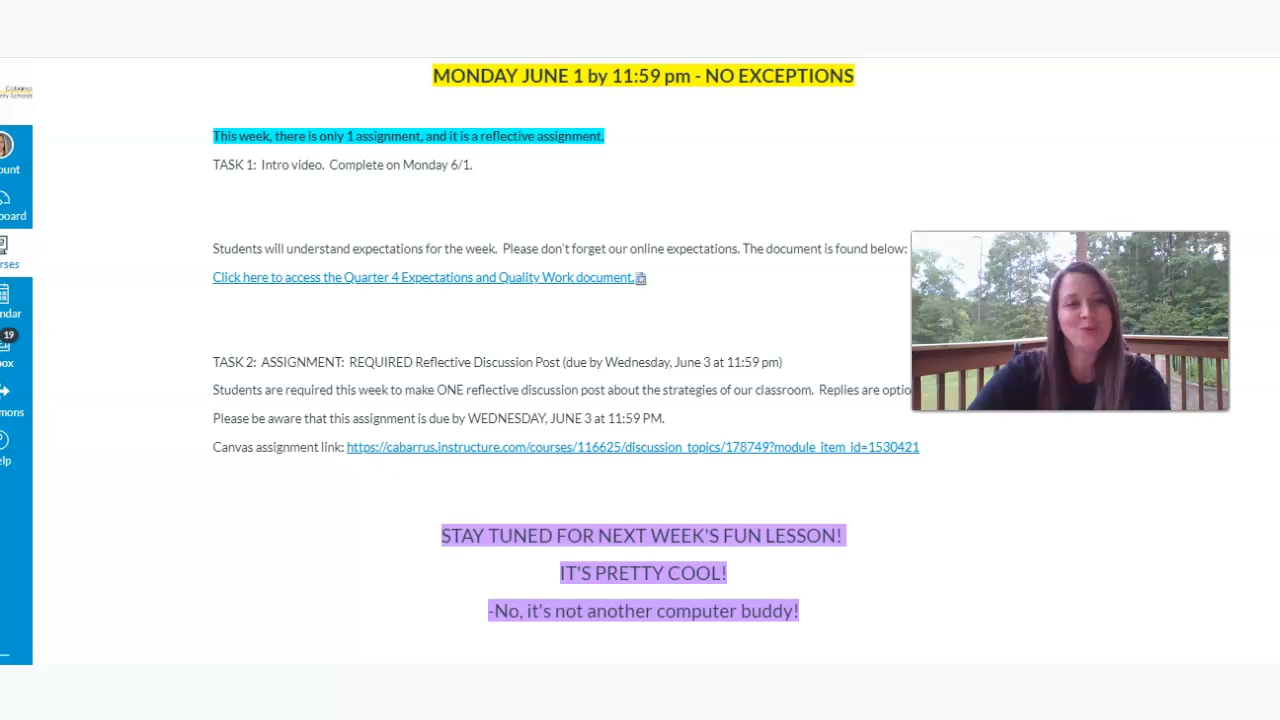 MONDAY JUNE 1 by 11:59 pm - NO EXCEPTIONS
Cabarrus
nty Schools
This week, there is only 1 assignment, and it is a reflective assignment.
TASK 1:  Intro video.  Complete on Monday 6/1.
ount
board
Students will understand expectations for the week.  Please don't forget our online expectations. The document is found below:
rses
Click here to access the Quarter 4 Expectations and Quality Work document.
ndar
19
box
TASK 2:  ASSIGNMENT:  REQUIRED Reflective Discussion Post (due by Wednesday, June 3 at 11:59 pm)
Students are required this week to make ONE reflective discussion post about the strategies of our classroom.  Replies are optio
mons
Please be aware that this assignment is due by WEDNESDAY, JUNE 3 at 11:59 PM.
Canvas assignment link: https://cabarrus.instructure.com/courses/116625/discussion_topics/178749?module_item_id=1530421
elp
STAY TUNED FOR NEXT WEEK'S FUN LESSON!
IT'S PRETTY COOL!
-No, it's not another computer buddy!